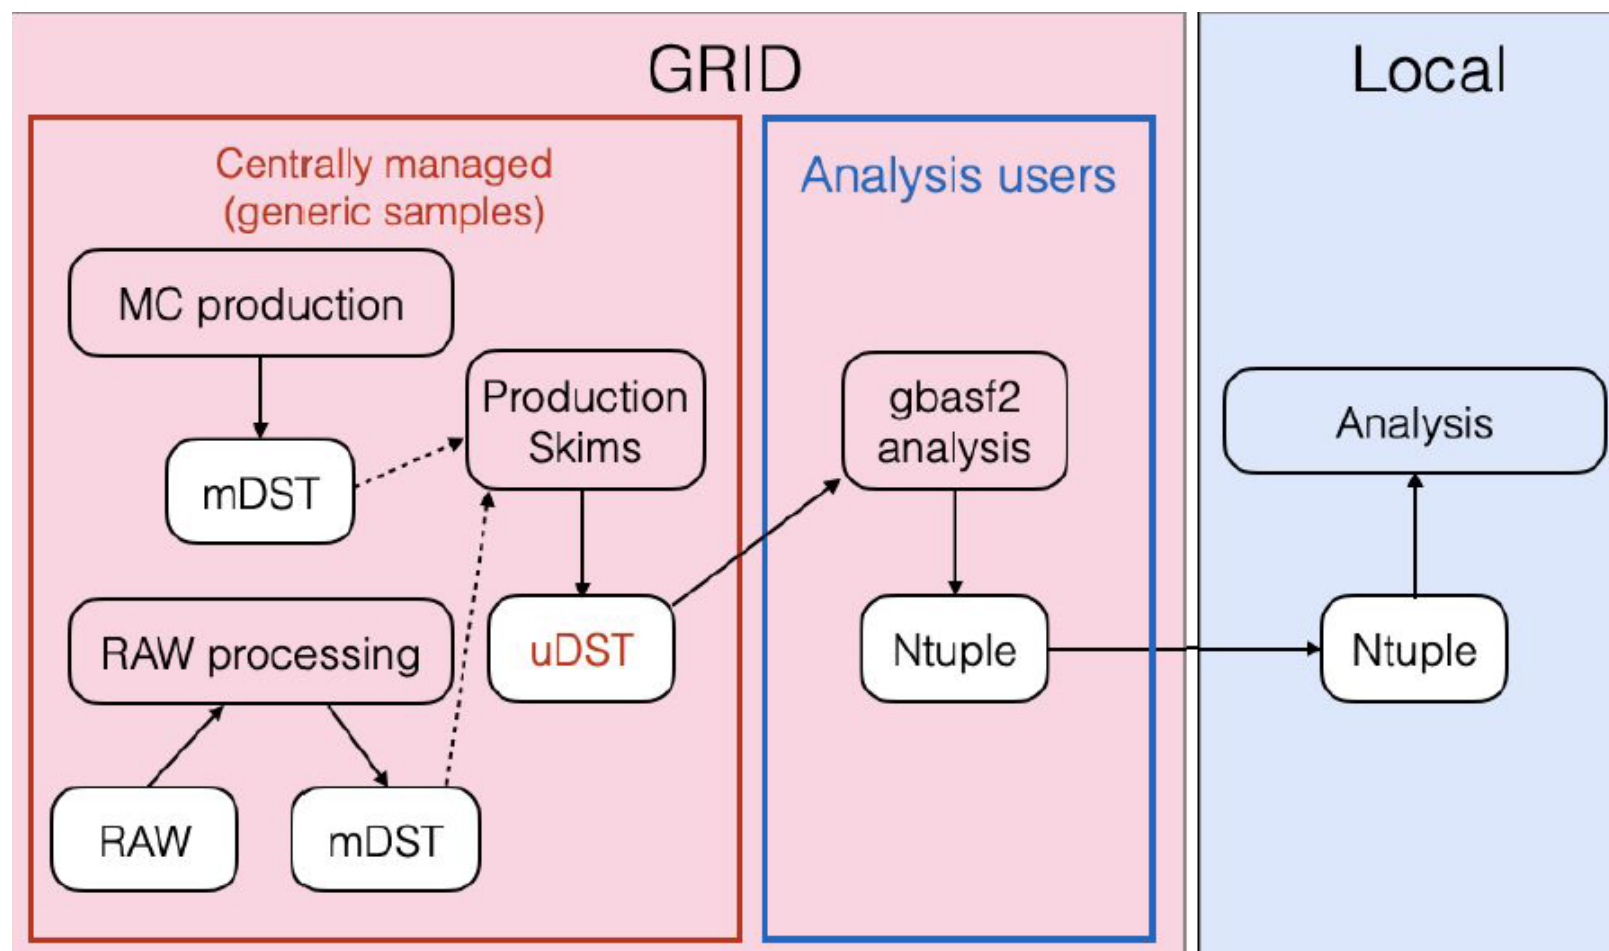 GRID
Local
Centrally managed
(generic samples)
Analysis users
MC production
Production
Skims
mDST
gbasf2
analysis
Analysis
RAW processing
uDST
Ntuple
Ntuple
RAW
mDST